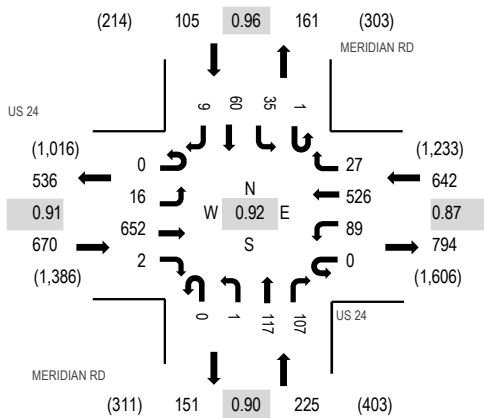 (214) 105 0.96 161 (303)
MERIDIAN RD
US 24
9 60 35 1
(1,016) 0 27 (1,233)
536 16 526 642
0.91 652 N W 0.92 E S 89 0.87
670 2 0 794
(1,386) (1,606)
0 1 117 107
US 24
MERIDIAN RD
(311) 151 0.90 225 (403)